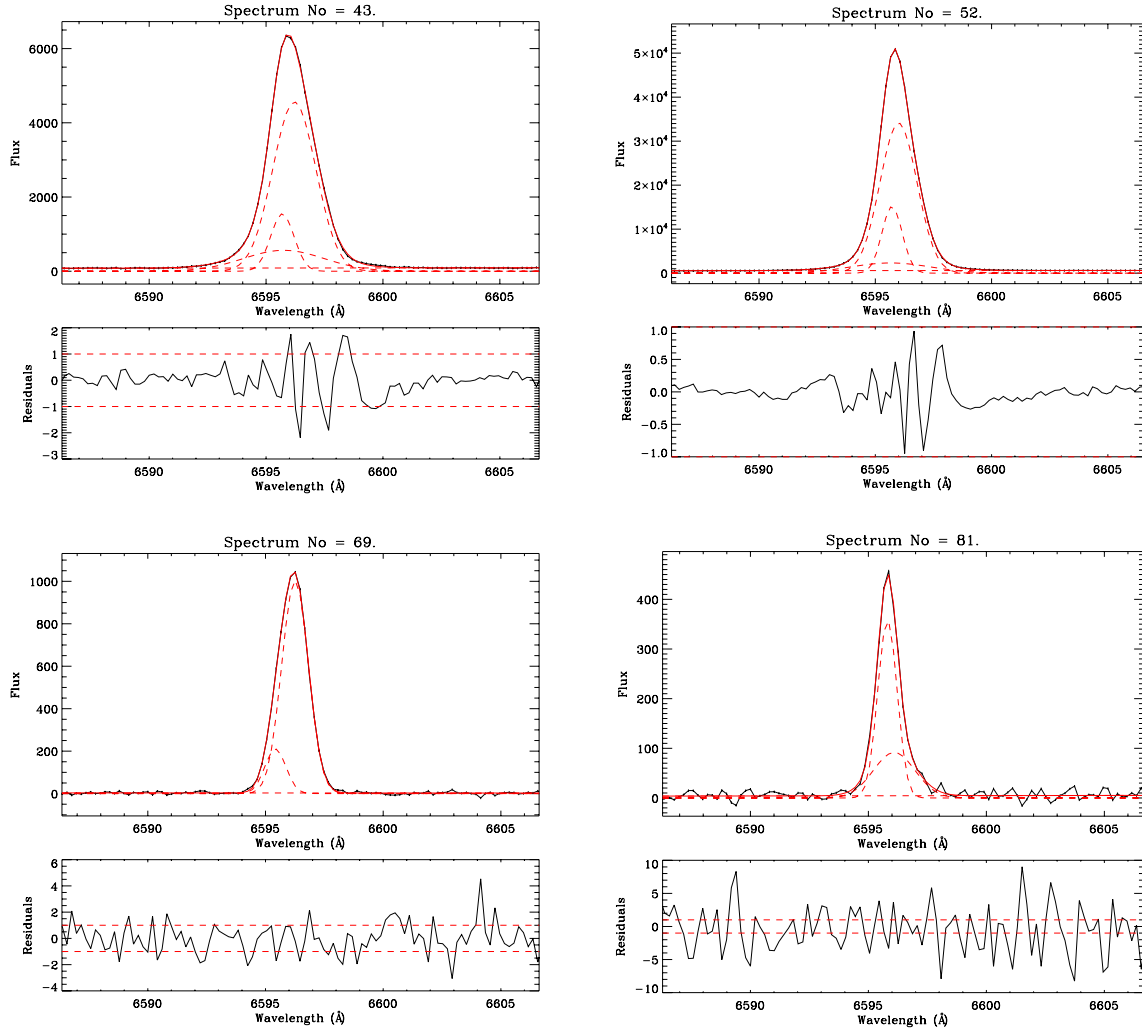 Spectrum No = 43.
6000
4000
2000
0
Flux
6590 6595 6600 6605
Wavelength (Å)
2
1
0
-1
-2
-3
Residuals
6590 6595 6600 6605
Wavelength (Å)
Spectrum No = 52.
5×10⁴
4×10⁴
3×10⁴
2×10⁴
1×10⁴
0
Flux
6590 6595 6600 6605
Wavelength (Å)
1.0
0.5
0.0
-0.5
-1.0
Residuals
6590 6595 6600 6605
Wavelength (Å)
Spectrum No = 69.
1000
800
600
400
200
0
Flux
6590 6595 6600 6605
Wavelength (Å)
6
4
2
0
-2
-4
Residuals
6590 6595 6600 6605
Wavelength (Å)
Spectrum No = 81.
400
300
200
100
0
Flux
6590 6595 6600 6605
Wavelength (Å)
10
5
0
-5
-10
Residuals
6590 6595 6600 6605
Wavelength (Å)